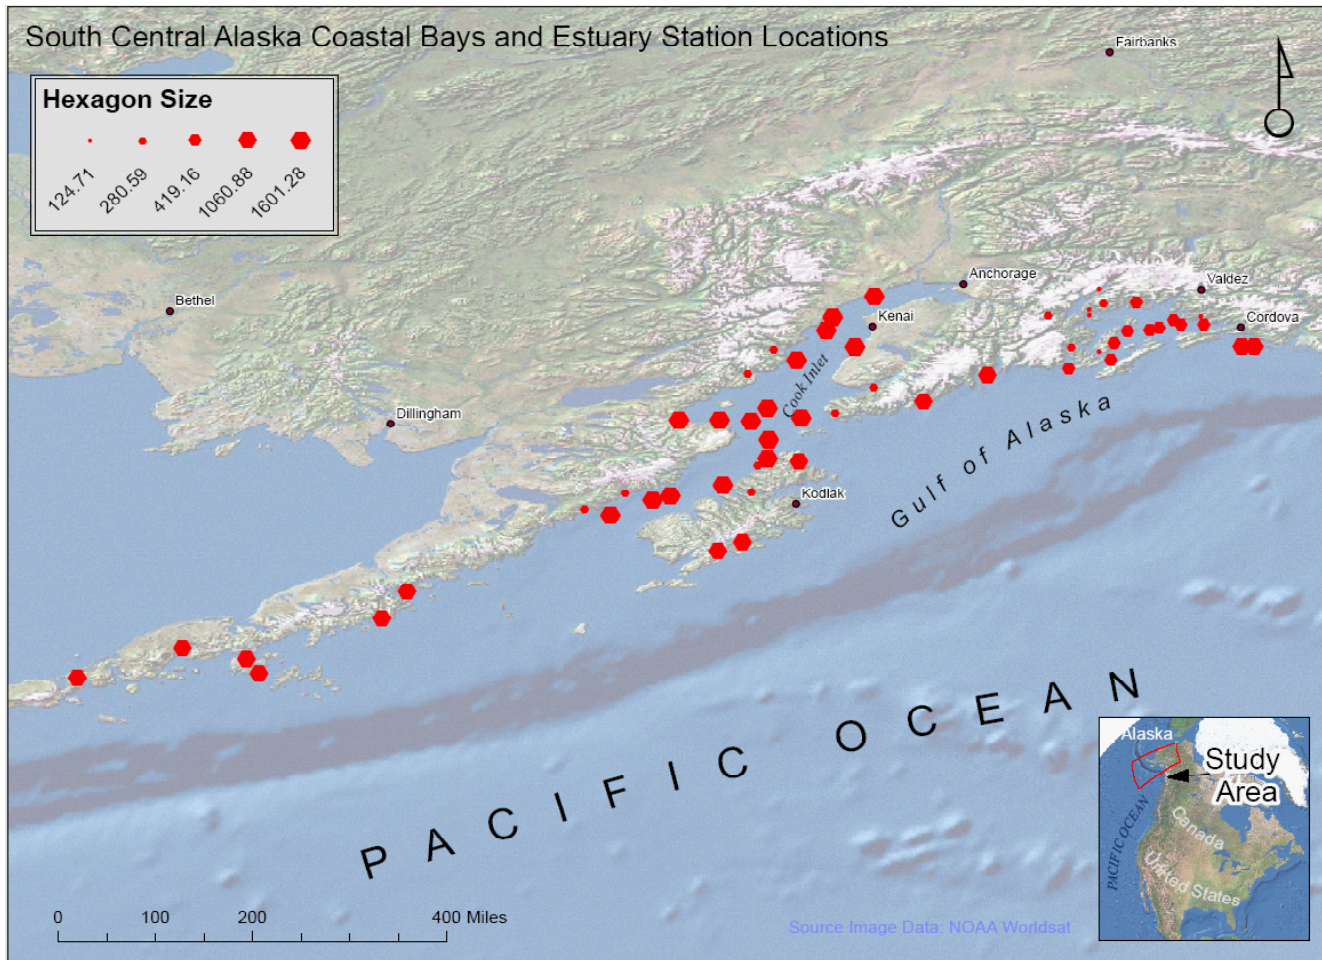 South Central Alaska Coastal Bays and Estuary Station Locations
Fairbanks
Hexagon Size
124.71
280.59
419.16
1060.88
1601.28
Anchorage
Valdez
Bethel
Kenai
Cordova
Cook Inlet
Dillingham
Gulf of Alaska
Kodiak
PACIFIC OCEAN
Alaska
Study
Area
PACIFIC OCEAN
Canada
United States
0 100 200 400 Miles
Source Image Data: NOAA Worldsat